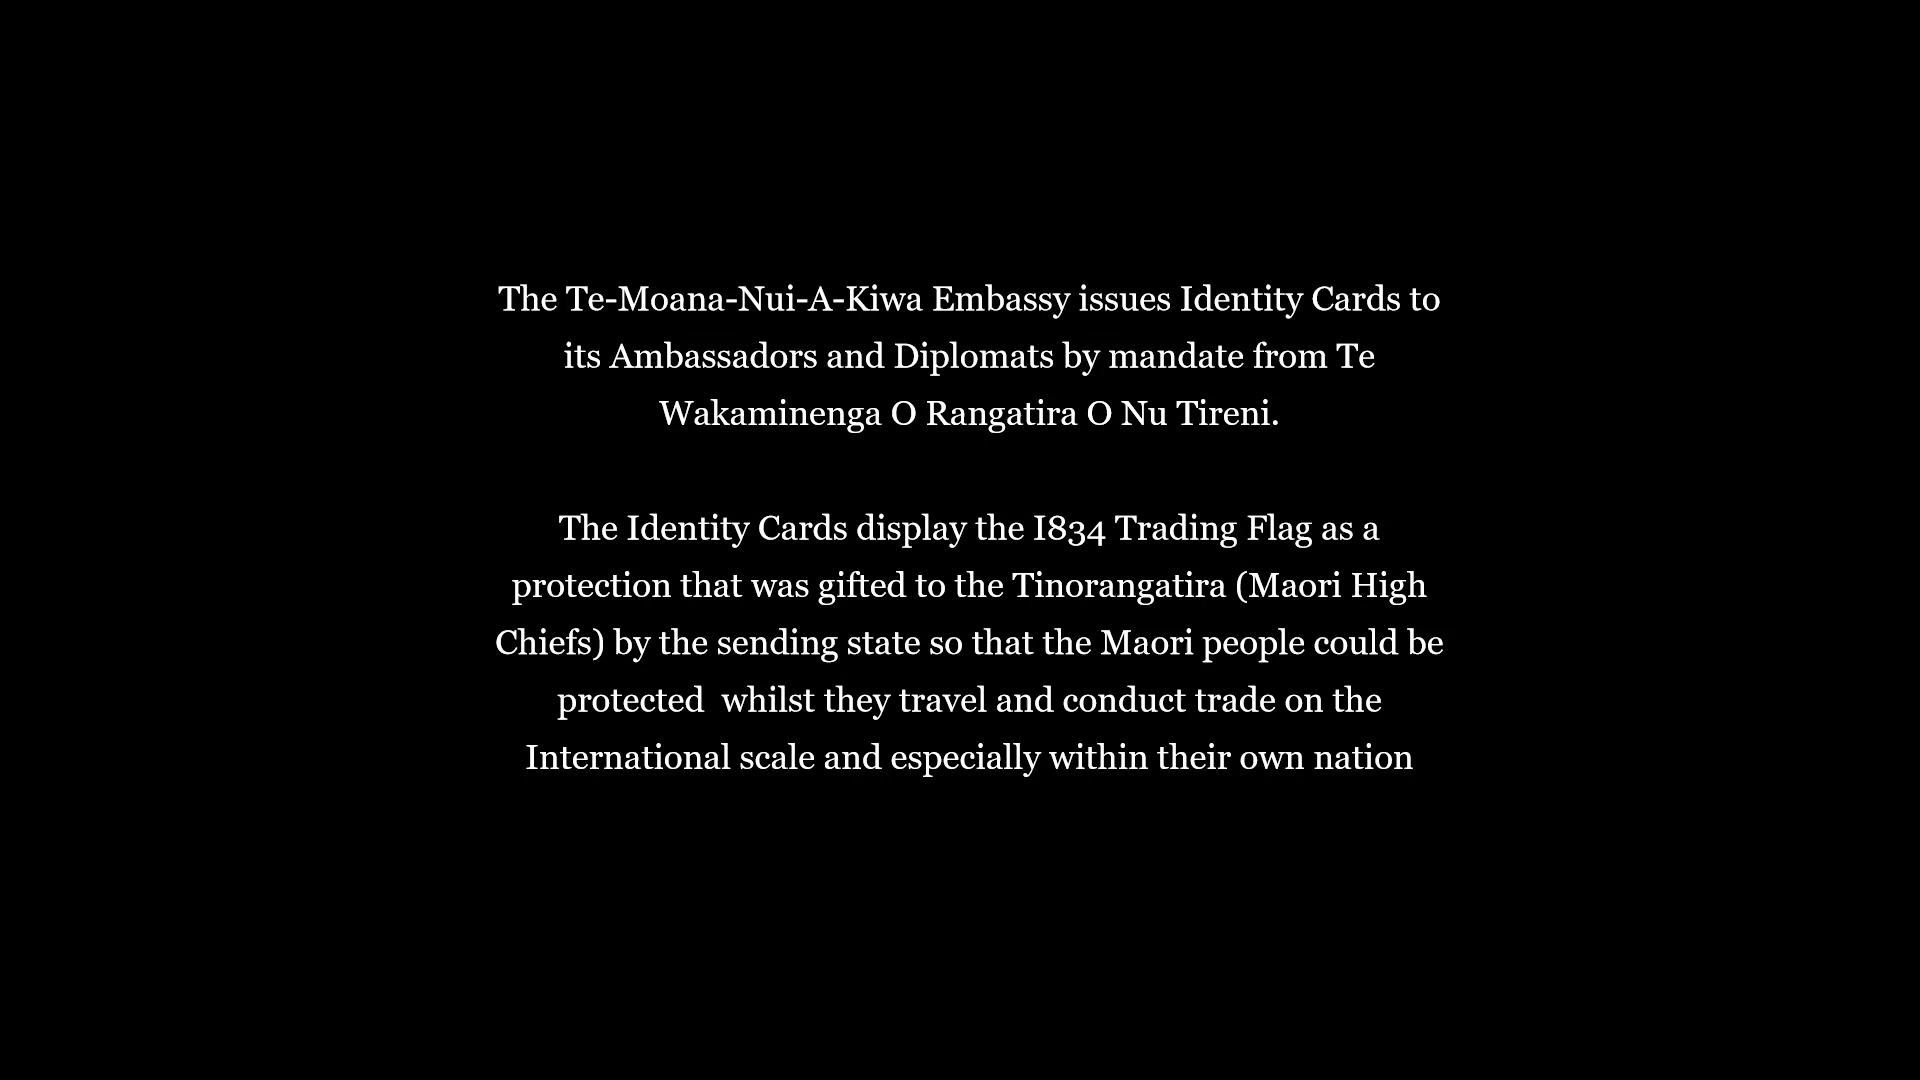 The Te-Moana-Nui-A-Kiwa Embassy issues Identity Cards to
its Ambassadors and Diplomats by mandate from Te
Wakaminenga O Rangatira O Nu Tireni.
The Identity Cards display the I834 Trading Flag as a
protection that was gifted to the Tinorangatira (Maori High
Chiefs) by the sending state so that the Maori people could be
protected  whilst they travel and conduct trade on the
International scale and especially within their own nation